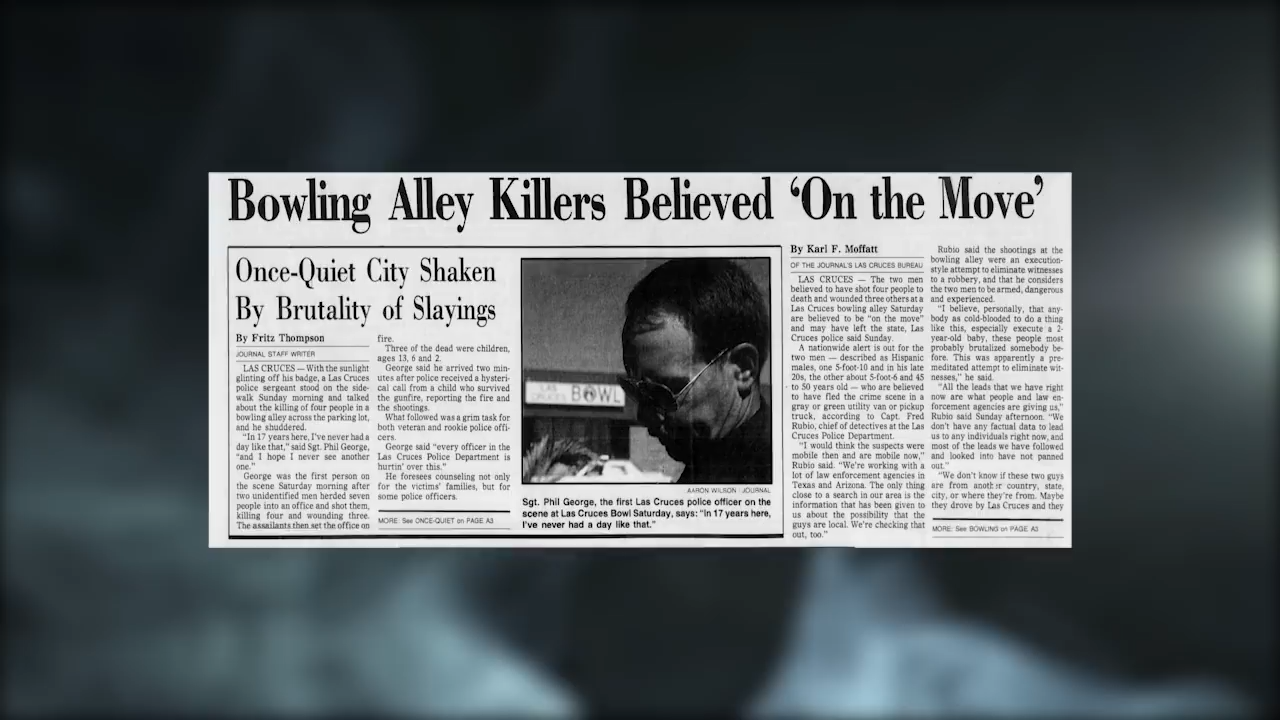 Bowling Alley Killers Believed ‘On the Move’
Once-Quiet City Shaken
By Brutality of Slayings
By Fritz Thompson
JOURNAL STAFF WRITER
LAS CRUCES — With the sunlight
glinting off his badge, a Las Cruces
police sergeant stood on the side-
walk Sunday morning and talked
about the killing of four people in a
bowling alley across the parking lot,
and he shuddered.
“In 17 years here, I’ve never had a
day like that,” said Sgt. Phil George,
“and I hope I never see another
one.”
George was the first person on
the scene Saturday morning after
two unidentified men herded seven
people into an office and shot them,
killing four and wounding three.
The assailants then set the office on
fire.
Three of the dead were children,
ages 13, 6 and 2.
George said he arrived two min-
utes after police received a hysteri-
cal call from a child who survived
the gunfire, reporting the fire and
the shootings.
What followed was a grim task for
both veteran and rookie police offi-
cers.
George said “every officer in the
Las Cruces Police Department is
hurtin’ over this.”
He foresees counseling not only
for the victims’ families, but for
some police officers.
MORE: See ONCE-QUIET on PAGE A3
LAS
CRUCES
BOWL
AARON WILSON / JOURNAL
Sgt. Phil George, the first Las Cruces police officer on the
scene at Las Cruces Bowl Saturday, says: “In 17 years here,
I’ve never had a day like that.”
By Karl F. Moffatt
OF THE JOURNAL’S LAS CRUCES BUREAU
LAS CRUCES — The two men
believed to have shot four people to
death and wounded three others at a
Las Cruces bowling alley Saturday
are believed to be “on the move”
and may have left the state, Las
Cruces police said Sunday.
A nationwide alert is out for the
two men — described as Hispanic
males, one 5-foot-10 and in his late
20s, the other about 5-foot-6 and 45
to 50 years old — who are believed
to have fled the crime scene in a
gray or green utility van or pickup
truck, according to Capt. Fred
Rubio, chief of detectives at the Las
Cruces Police Department.
“I would think the suspects were
mobile then and are mobile now,”
Rubio said. “We’re working with a
lot of law enforcement agencies in
Texas and Arizona. The only thing
close to a search in our area is the
information that has been given to
us about the possibility that the
guys are local. We’re checking that
out, too.”
Rubio said the shootings at the
bowling alley were an execution-
style attempt to eliminate witnesses
to a robbery, and that he considers
the two men to be armed, dangerous
and experienced.
“I believe, personally, that any-
body as cold-blooded to do a thing
like this, especially execute a 2-
year-old baby, these people most
probably brutalized somebody be-
fore. This was apparently a pre-
meditated attempt to eliminate wit-
nesses,” he said.
“All the leads that we have right
now are what people and law en-
forcement agencies are giving us,”
Rubio said Sunday afternoon. “We
don’t have any factual data to lead
us to any individuals right now, and
most of the leads we have followed
and looked into have not panned
out.”
“We don’t know if these two guys
are from another country, state,
city, or where they’re from. Maybe
they drove by Las Cruces and they
MORE: See BOWLING on PAGE A3